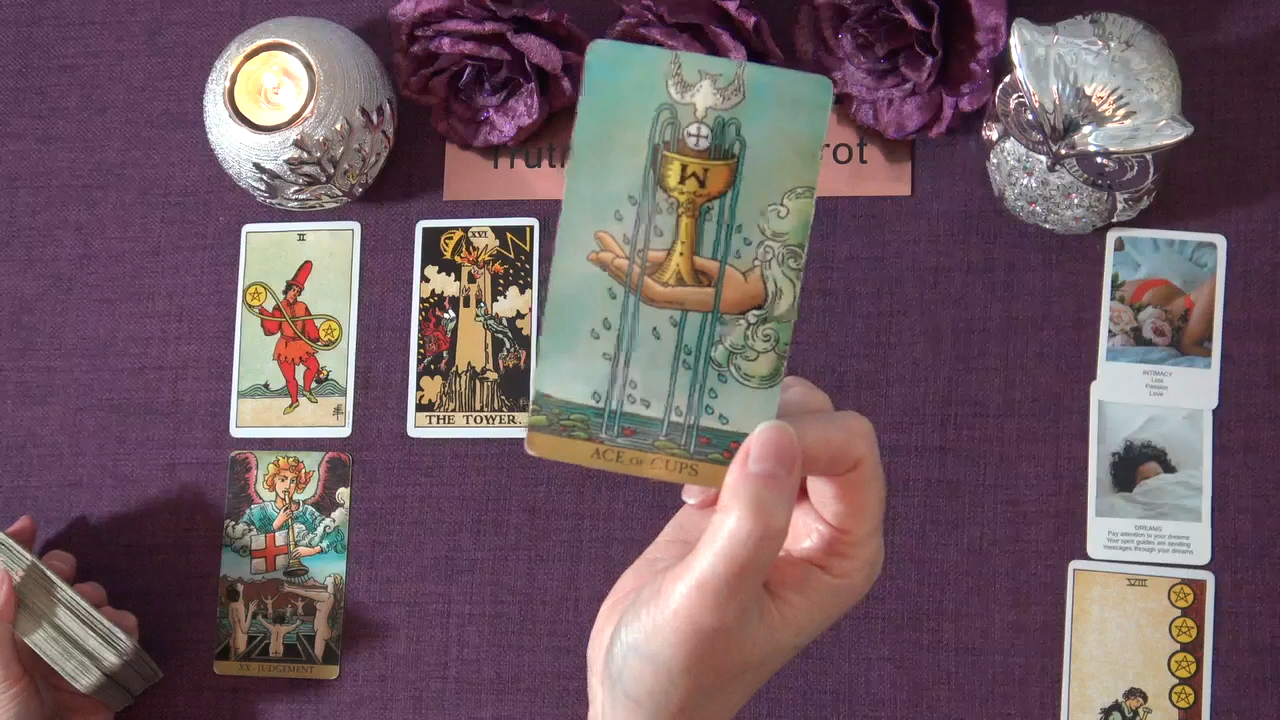 rot
II
XVI
THE TOWER.
W
ACE OF CUPS
XX-JUDGEMENT
INTIMACY
Love
Passion
DREAMS
Pay attention to your dreams
Your spirit guides are sending
messages through your dreams
VIII